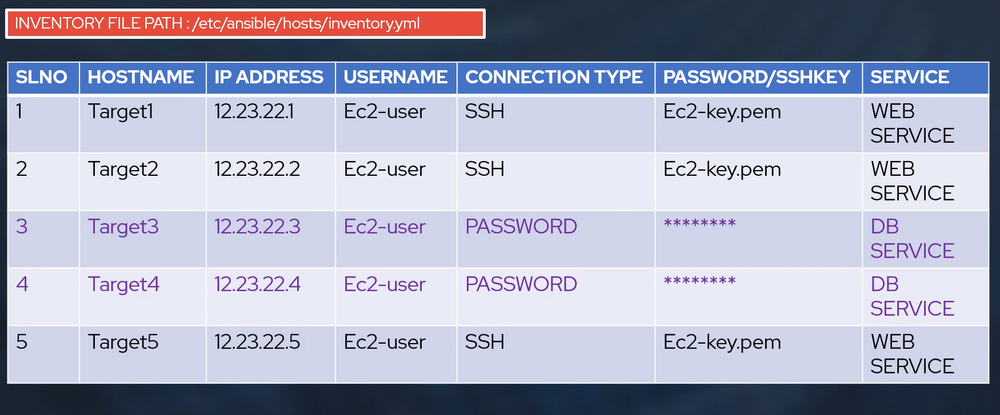 INVENTORY FILE PATH : /etc/ansible/hosts/inventory.yml
SLNO HOSTNAME IP ADDRESS USERNAME CONNECTION TYPE PASSWORD/SSHKEY SERVICE
1 Target1 12.23.22.1 Ec2-user SSH Ec2-key.pem WEB
SERVICE
2 Target2 12.23.22.2 Ec2-user SSH Ec2-key.pem WEB
SERVICE
3 Target3 12.23.22.3 Ec2-user PASSWORD ******** DB
SERVICE
4 Target4 12.23.22.4 Ec2-user PASSWORD ******** DB
SERVICE
5 Target5 12.23.22.5 Ec2-user SSH Ec2-key.pem WEB
SERVICE